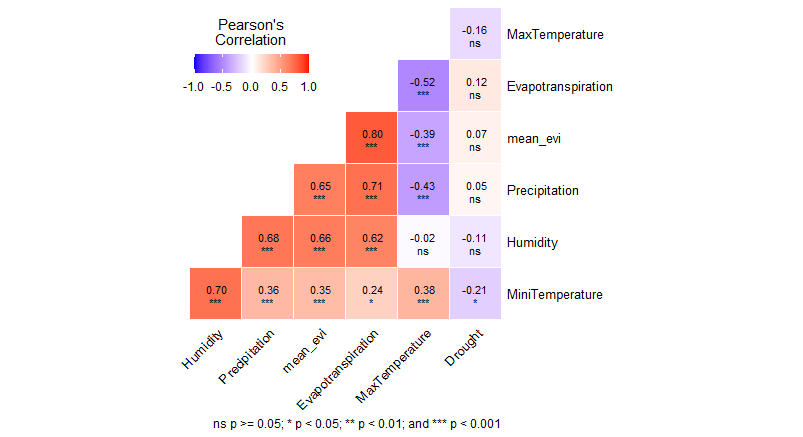 Pearson's
Correlation
-1.0 -0.5 0.0 0.5 1.0
-0.16
ns
MaxTemperature
-0.52 0.12
*** ns
Evapotranspiration
0.80 -0.39 0.07
*** *** ns
mean_evi
0.65 0.71 -0.43 0.05
*** *** *** ns
Precipitation
0.68 0.66 0.62 -0.02 -0.11
*** *** *** ns ns
Humidity
0.70 0.36 0.35 0.24 0.38 -0.21
*** *** *** * *** *
MiniTemperature
Humidity
Precipitation
mean_evi
Evapotranspiration
MaxTemperature
Drought
ns p >= 0.05; * p < 0.05; ** p < 0.01; and *** p < 0.001